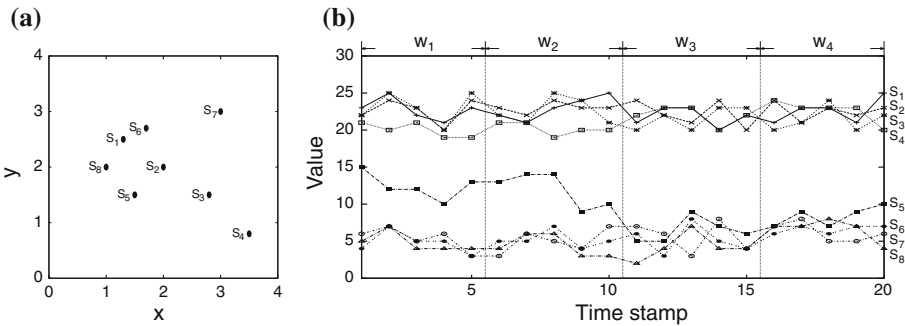 (a)
4
3
2
1
0
0 1 2 3 4
y
x
S7
S6
S1
S8
S2
S5
S3
S4
(b)
w1 w2 w3 w4
30
25
20
15
10
5
0
5 10 15 20
Value
Time stamp
S1
S2
S3
S4
S5
S6
S7
S8